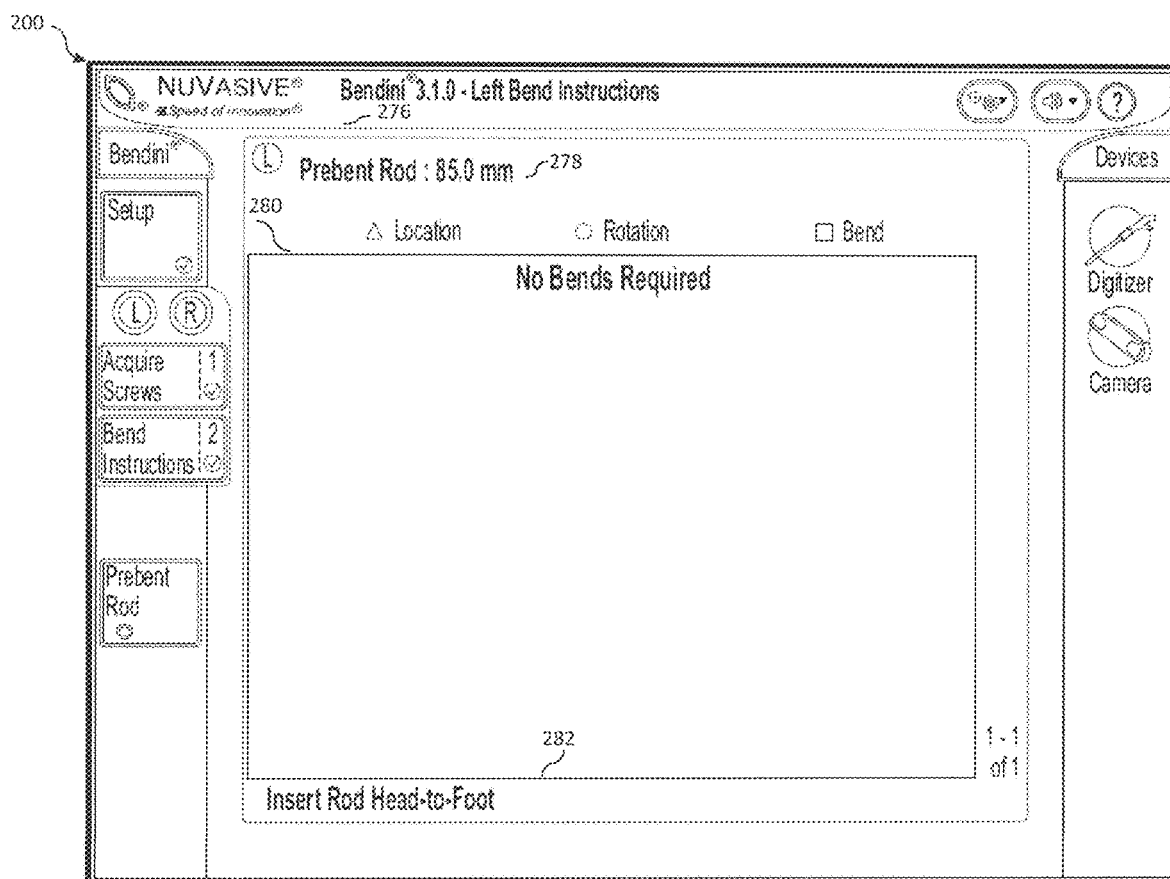 200
NUVASIVE®
Speed of Innovation®
Bendini® 3.1.0 - Left Bend Instructions
276
?
Bendini®
Devices
L
Prebent Rod : 85.0 mm
278
Setup
280
Location
Rotation
Bend
No Bends Required
Digitizer
L
R
Acquire
Screws
1
Camera
Bend
Instructions
2
Prebent
Rod
282
1 - 1
of 1
Insert Rod Head-to-Foot